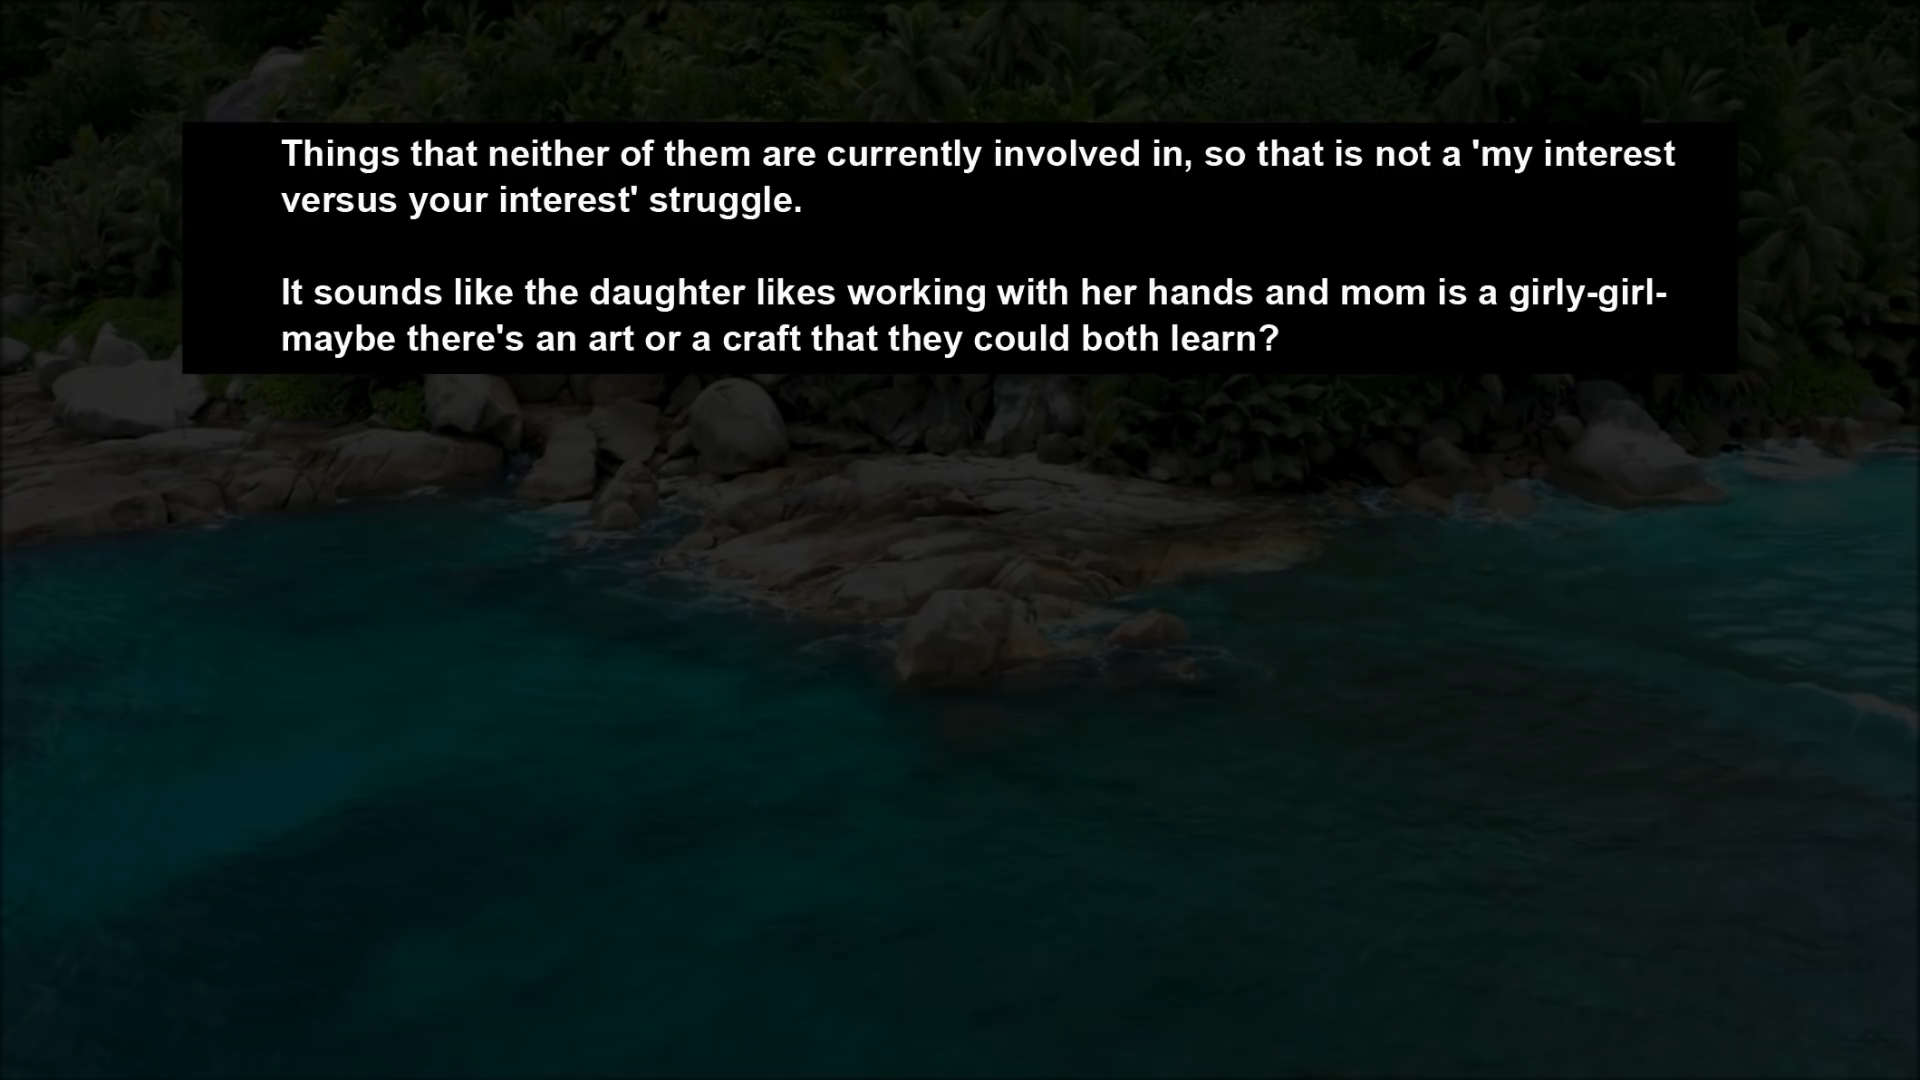 Things that neither of them are currently involved in, so that is not a 'my interest
versus your interest' struggle.
It sounds like the daughter likes working with her hands and mom is a girly-girl-
maybe there's an art or a craft that they could both learn?